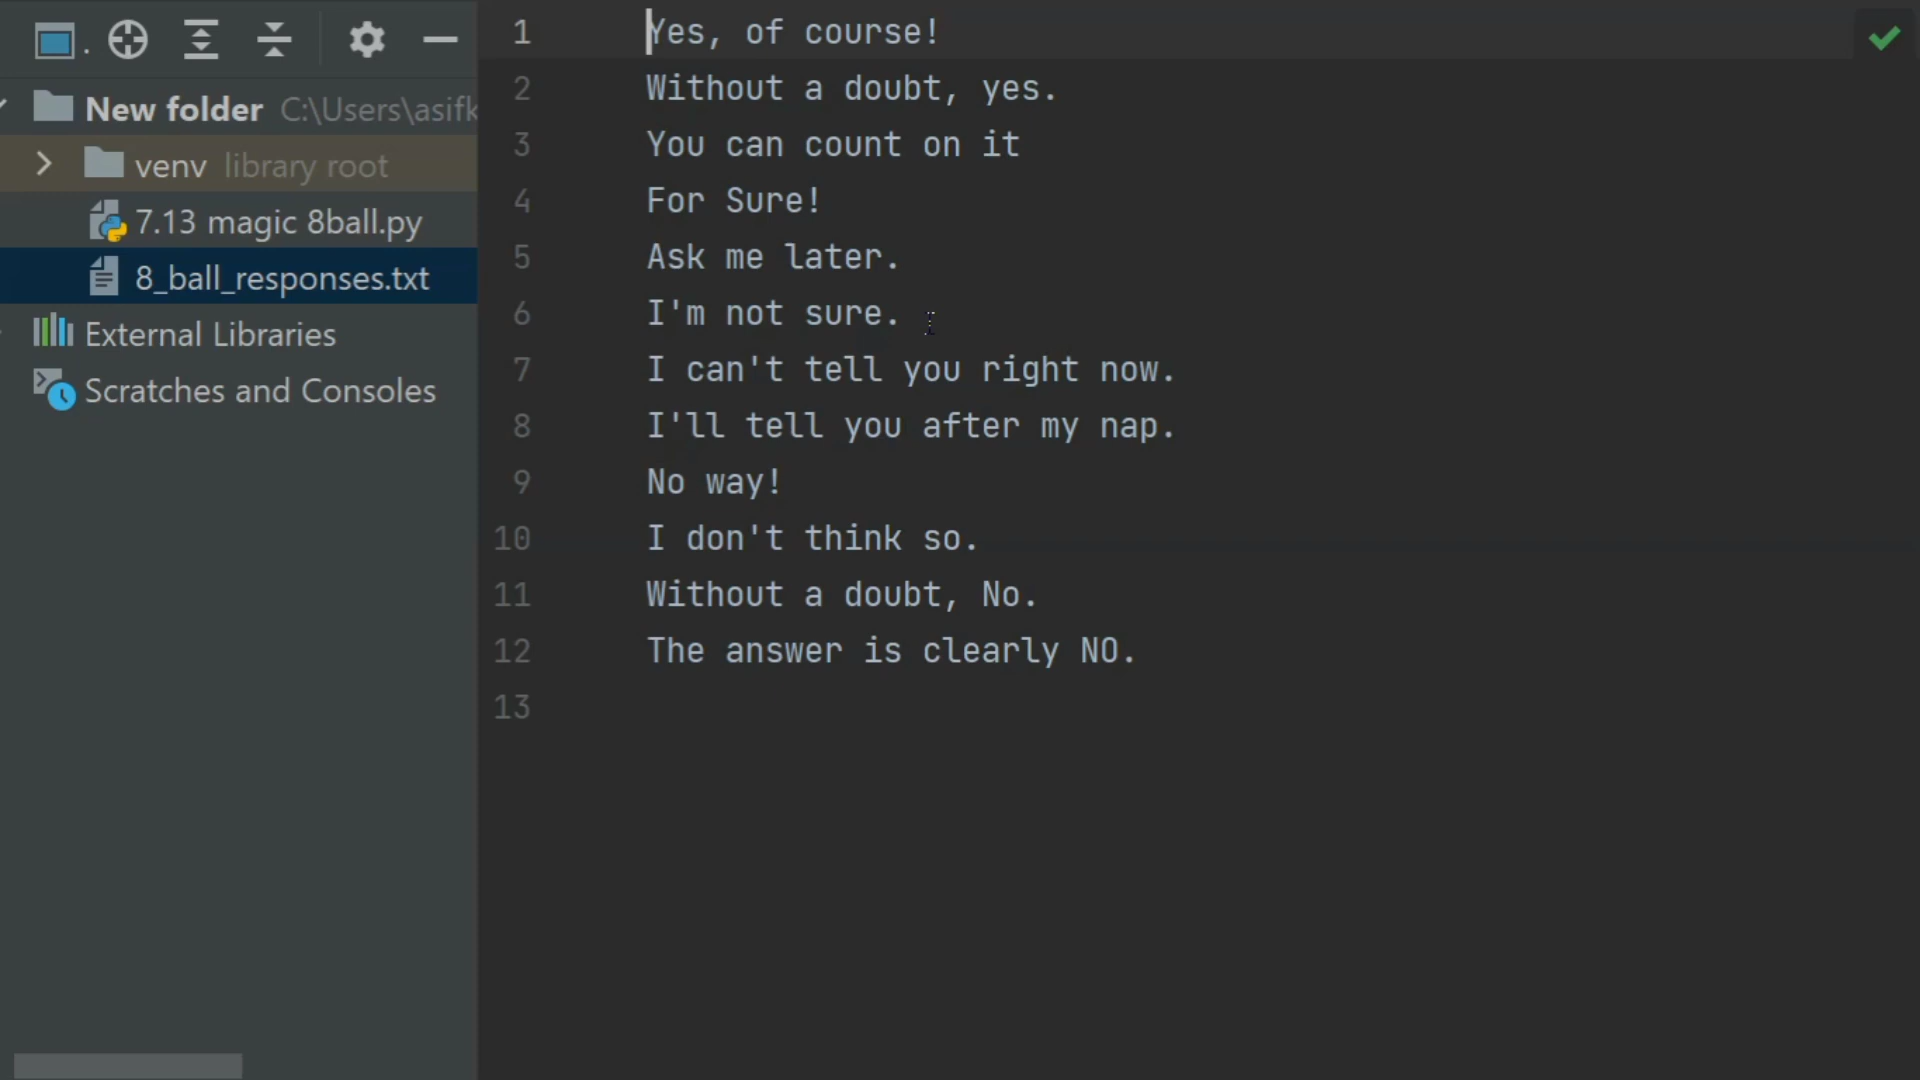 New folder C:\Users\asifk
venv library root
7.13 magic 8ball.py
8_ball_responses.txt
External Libraries
Scratches and Consoles
1 Yes, of course!
2 Without a doubt, yes.
3 You can count on it
4 For Sure!
5 Ask me later.
6 I'm not sure.
7 I can't tell you right now.
8 I'll tell you after my nap.
9 No way!
10 I don't think so.
11 Without a doubt, No.
12 The answer is clearly NO.
13